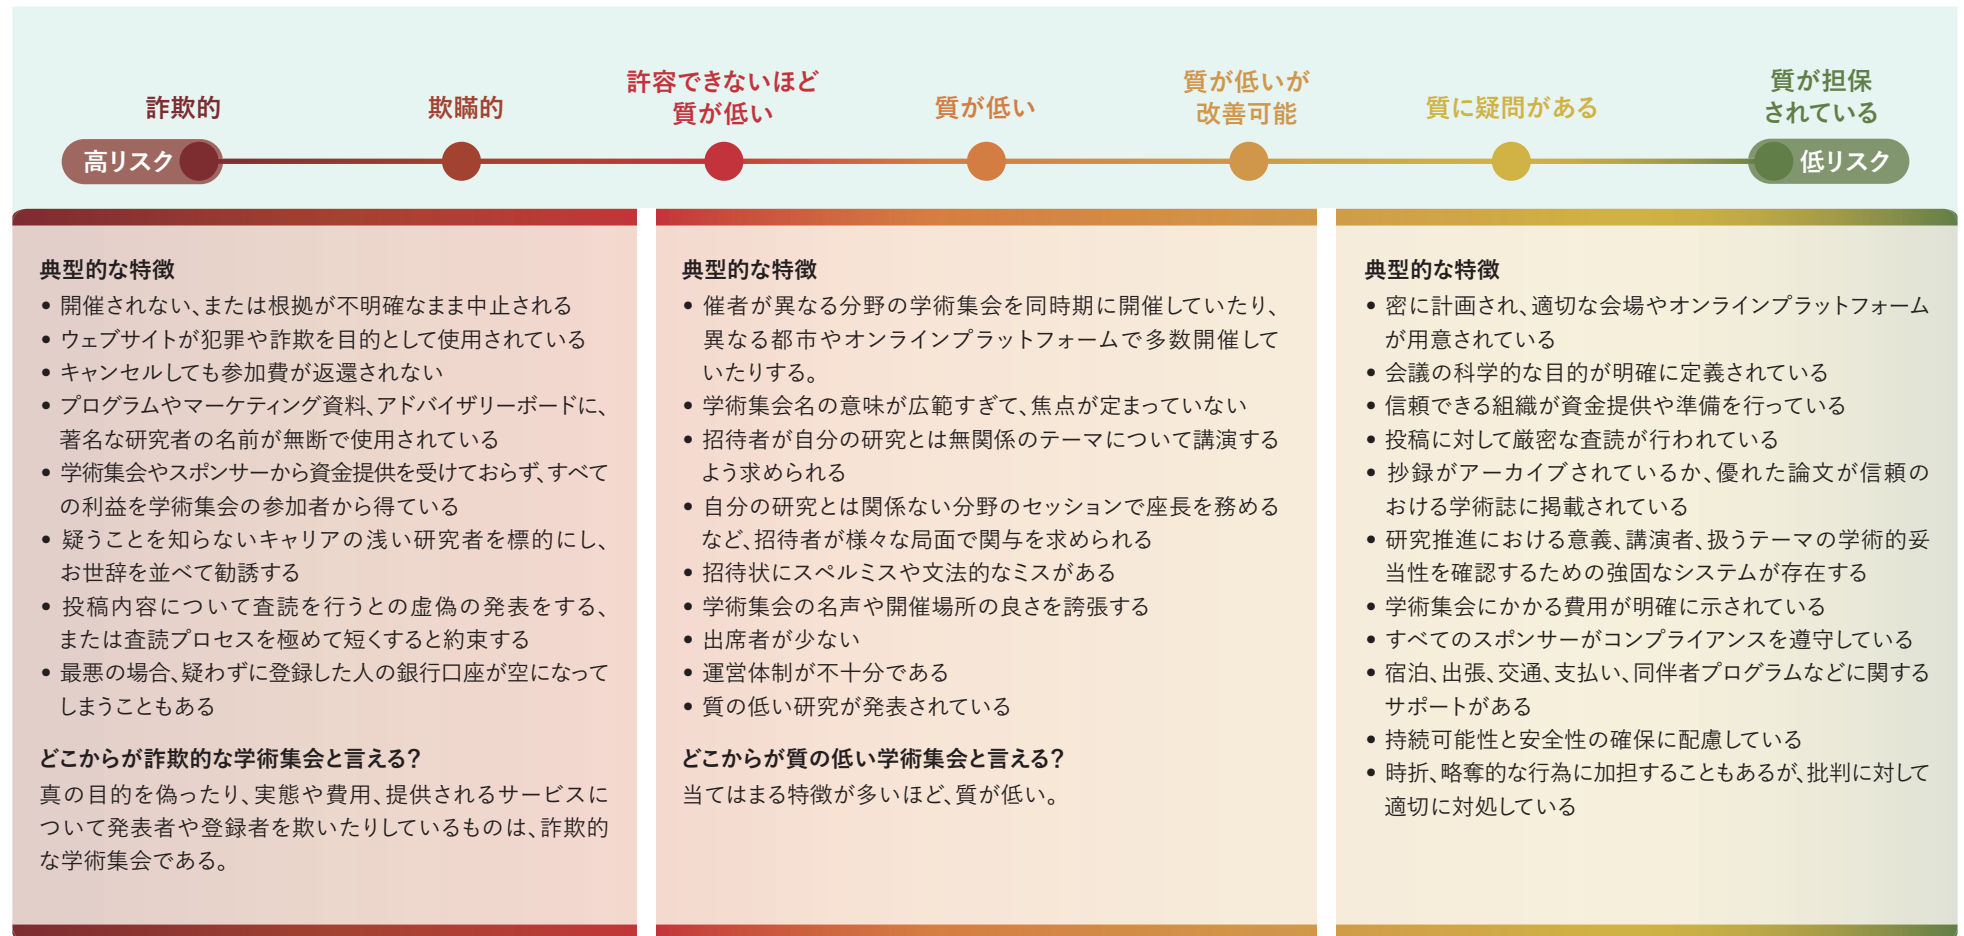 詐欺的
欺瞞的
許容できないほど
質が低い
質が低い
質が低いが
改善可能
質に疑問がある
質が担保
されている
高リスク
低リスク
典型的な特徴
• 開催されない、または根拠が不明確なまま中止される
• ウェブサイトが犯罪や詐欺を目的として使用されている
• キャンセルしても参加費が返還されない
• プログラムやマーケティング資料、アドバイザリーボードに、
著名な研究者の名前が無断で使用されている
• 学術集会やスポンサーから資金提供を受けておらず、すべて
の利益を学術集会の参加者から得ている
• 疑うことを知らないキャリアの浅い研究者を標的にし、
お世辞を並べて勧誘する
• 投稿内容について査読を行うとの虚偽の発表をする、
または査読プロセスを極めて短くすると約束する
• 最悪の場合、疑わずに登録した人の銀行口座が空になって
しまうこともある
どこからが詐欺的な学術集会と言える?
真の目的を偽ったり、実態や費用、提供されるサービスに
ついて発表者や登録者を欺いたりしているものは、詐欺的
な学術集会である。
典型的な特徴
• 催者が異なる分野の学術集会を同時期に開催していたり、
異なる都市やオンラインプラットフォームで多数開催して
いたりする。
• 学術集会名の意味が広範すぎて、焦点が定まっていない
• 招待者が自分の研究とは無関係のテーマについて講演する
よう求められる
• 自分の研究とは関係ない分野のセッションで座長を務める
など、招待者が様々な局面で関与を求められる
• 招待状にスペルミスや文法的なミスがある
• 学術集会の名声や開催場所の良さを誇張する
• 出席者が少ない
• 運営体制が不十分である
• 質の低い研究が発表されている
どこからが質の低い学術集会と言える?
当てはまる特徴が多いほど、質が低い。
典型的な特徴
• 密に計画され、適切な会場やオンラインプラットフォーム
が用意されている
• 会議の科学的な目的が明確に定義されている
• 信頼できる組織が資金提供や準備を行っている
• 投稿に対して厳密な査読が行われている
• 抄録がアーカイブされているか、優れた論文が信頼の
おける学術誌に掲載されている
• 研究推進における意義、講演者、扱うテーマの学術的妥
当性を確認するための強固なシステムが存在する
• 学術集会にかかる費用が明確に示されている
• すべてのスポンサーがコンプライアンスを遵守している
• 宿泊、出張、交通、支払い、同伴者プログラムなどに関する
サポートがある
• 持続可能性と安全性の確保に配慮している
• 時折、略奪的な行為に加担することもあるが、批判に対して
適切に対処している